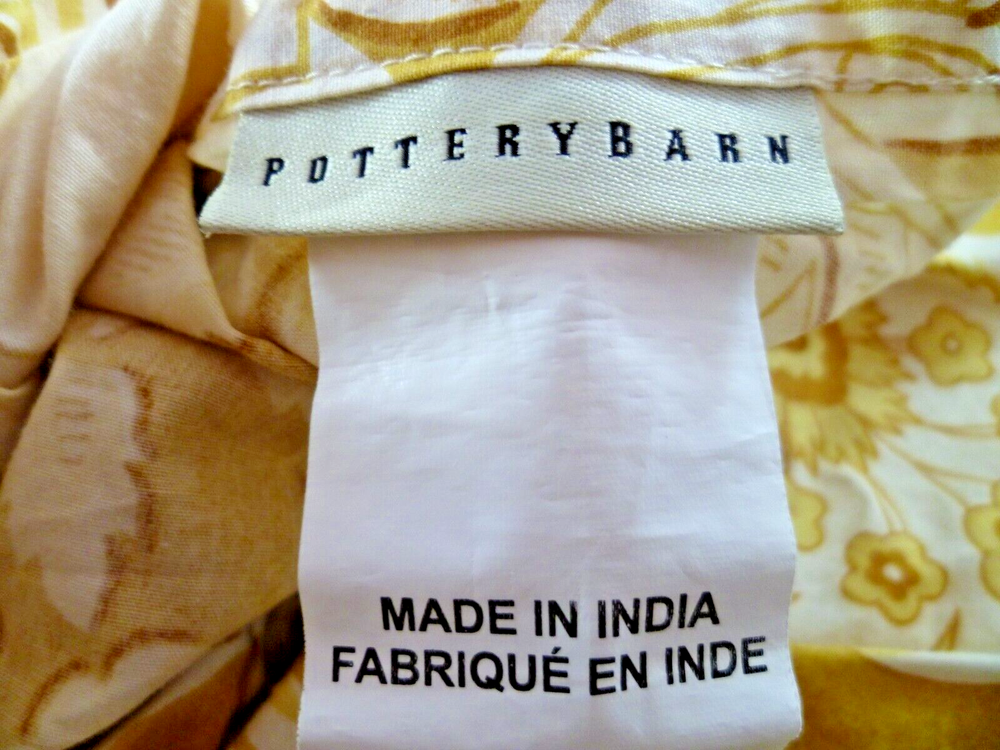 POTTERYBARN
MADE IN INDIA
FABRIQUÉ EN INDE